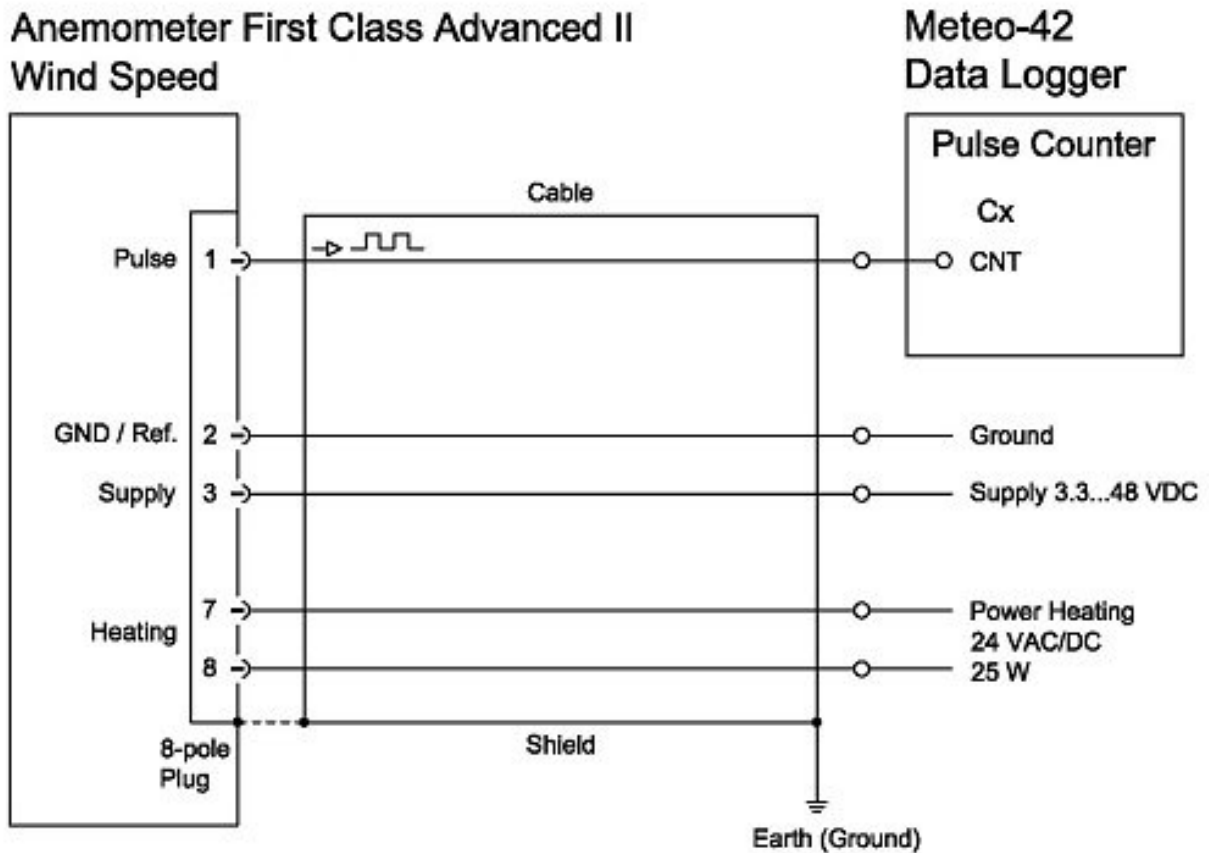 Anemometer First Class Advanced II
Wind Speed
Meteo-42
Data Logger
Pulse Counter
Cx
CNT
Cable
Pulse 1
GND / Ref. 2
Ground
Supply 3
Supply 3.3...48 VDC
7
Heating
8
Power Heating
24 VAC/DC
25 W
8-pole
Plug
Shield
Earth (Ground)